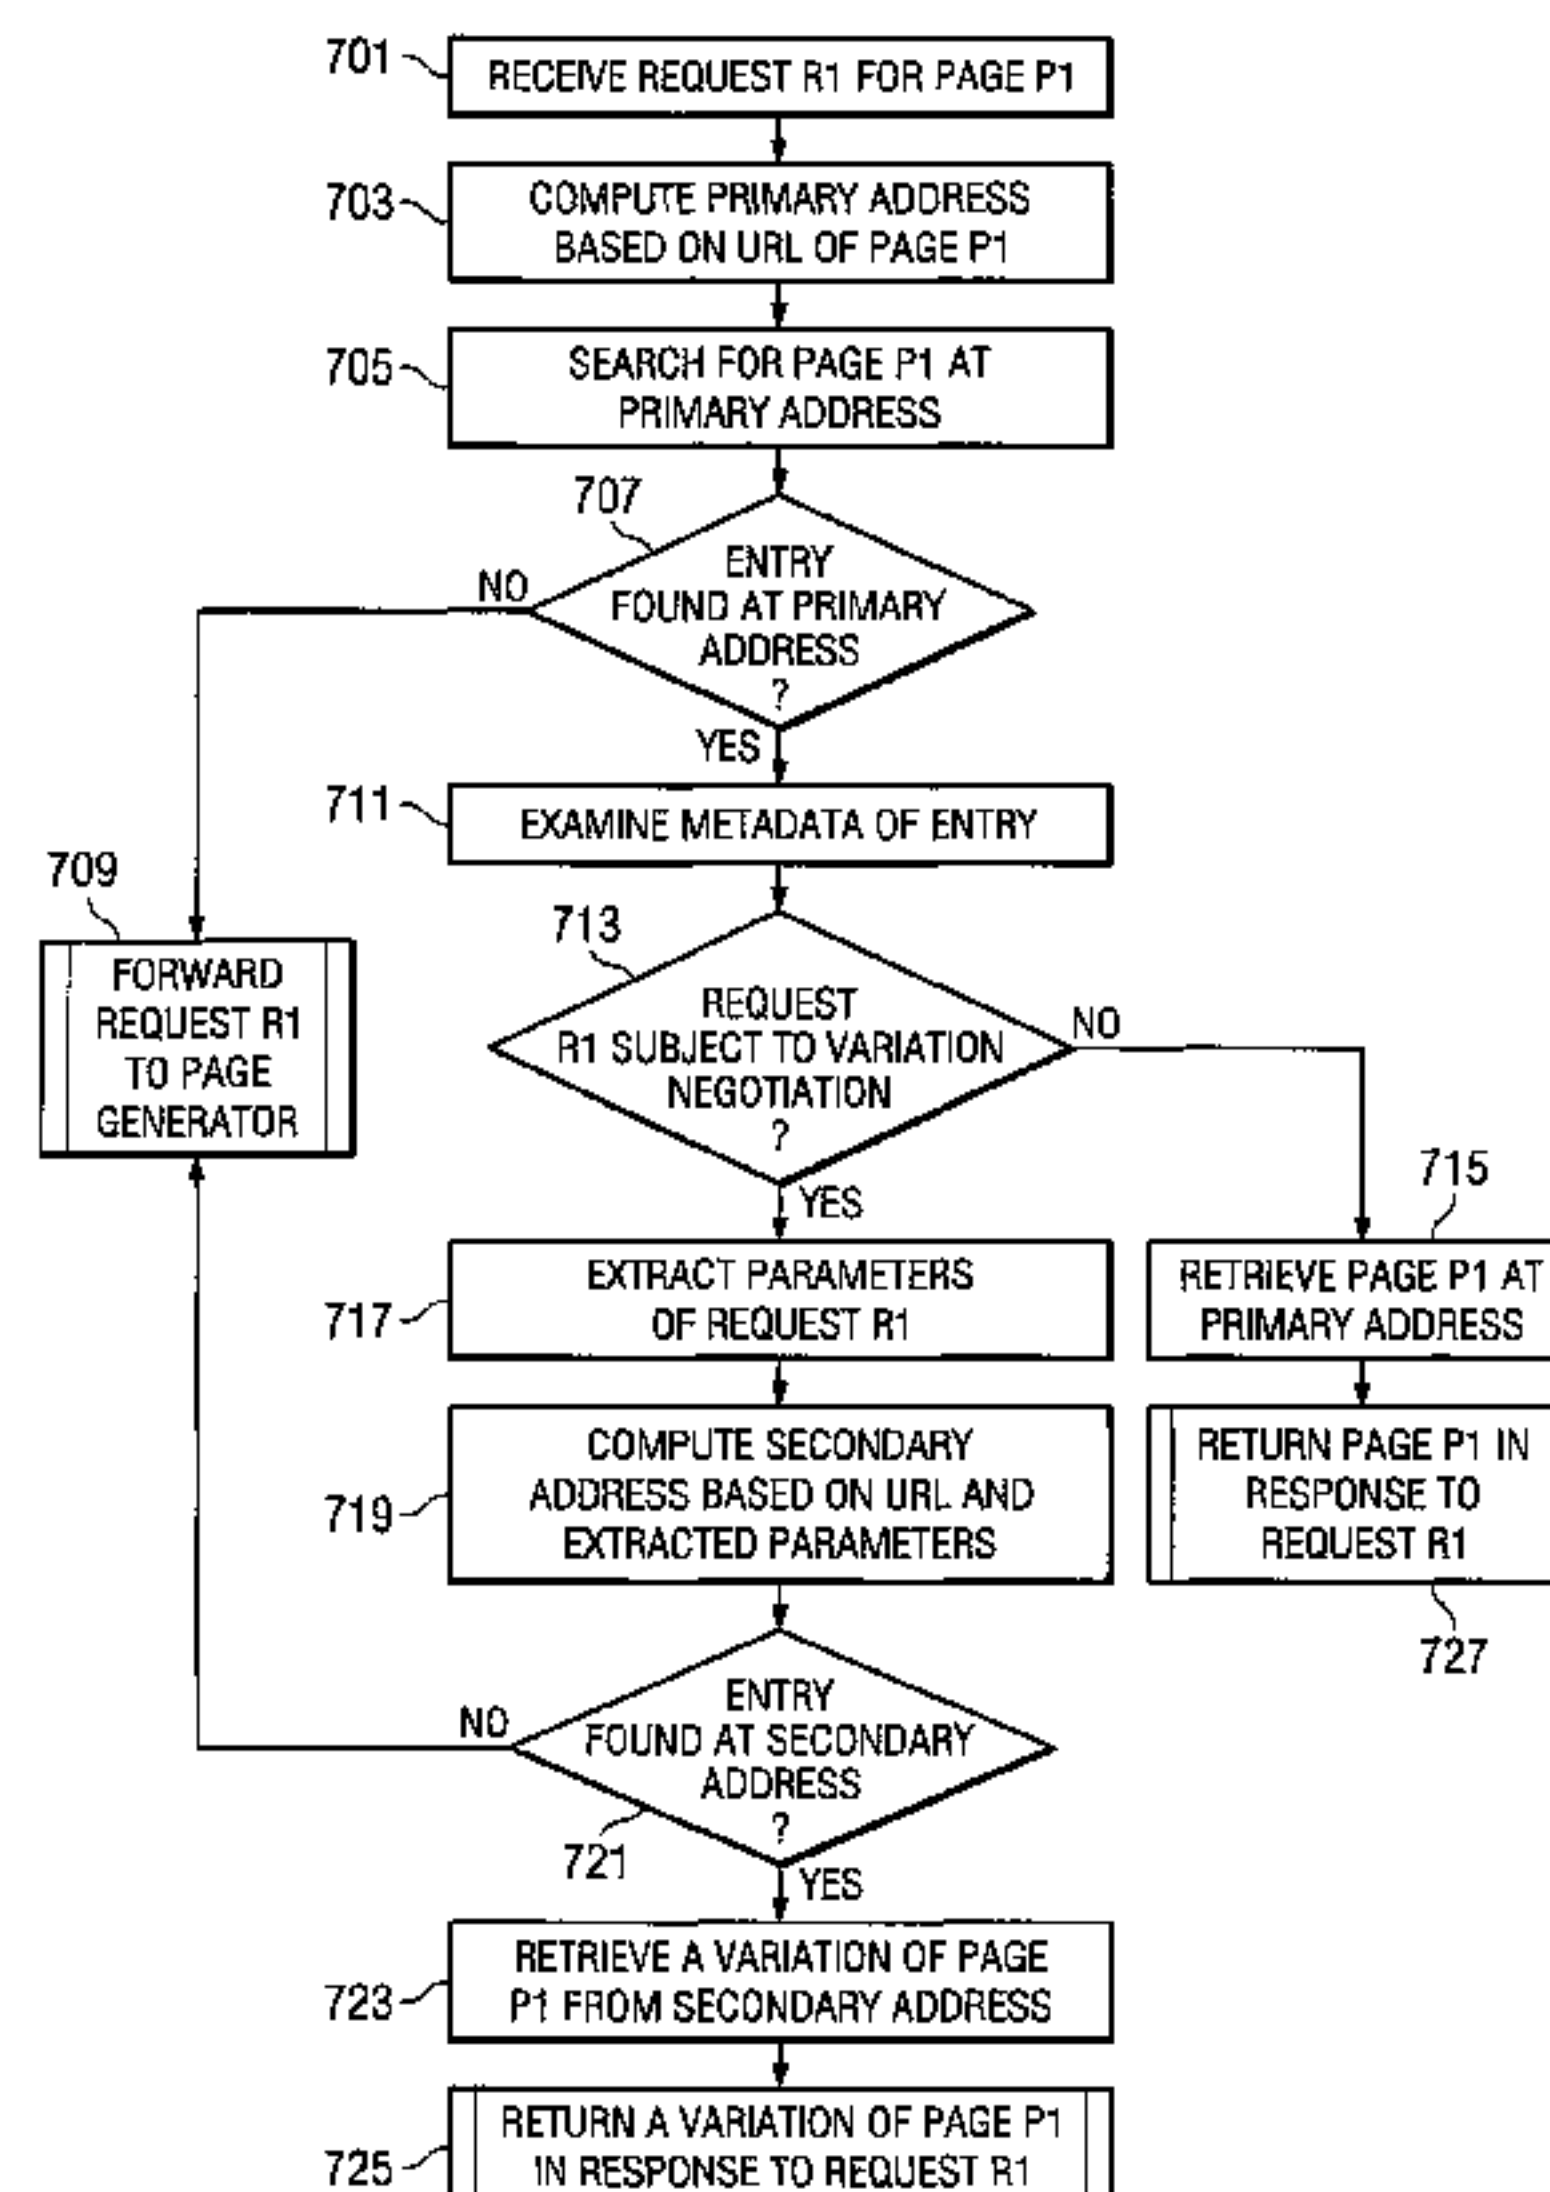 701
RECEIVE REQUEST R1 FOR PAGE P1
703
COMPUTE PRIMARY ADDRESS
BASED ON URL OF PAGE P1
705
SEARCH FOR PAGE P1 AT
PRIMARY ADDRESS
707
ENTRY
FOUND AT PRIMARY
ADDRESS
?
NO
YES
711
EXAMINE METADATA OF ENTRY
709
FORWARD
REQUEST R1
TO PAGE
GENERATOR
713
REQUEST
R1 SUBJECT TO VARIATION
NEGOTIATION
?
NO
YES
715
RETRIEVE PAGE P1 AT
PRIMARY ADDRESS
717
EXTRACT PARAMETERS
OF REQUEST R1
719
COMPUTE SECONDARY
ADDRESS BASED ON URL AND
EXTRACTED PARAMETERS
RETURN PAGE P1 IN
RESPONSE TO
REQUEST R1
727
NO
ENTRY
FOUND AT SECONDARY
ADDRESS
?
721
YES
723
RETRIEVE A VARIATION OF PAGE
P1 FROM SECONDARY ADDRESS
725
RETURN A VARIATION OF PAGE P1
IN RESPONSE TO REQUEST R1